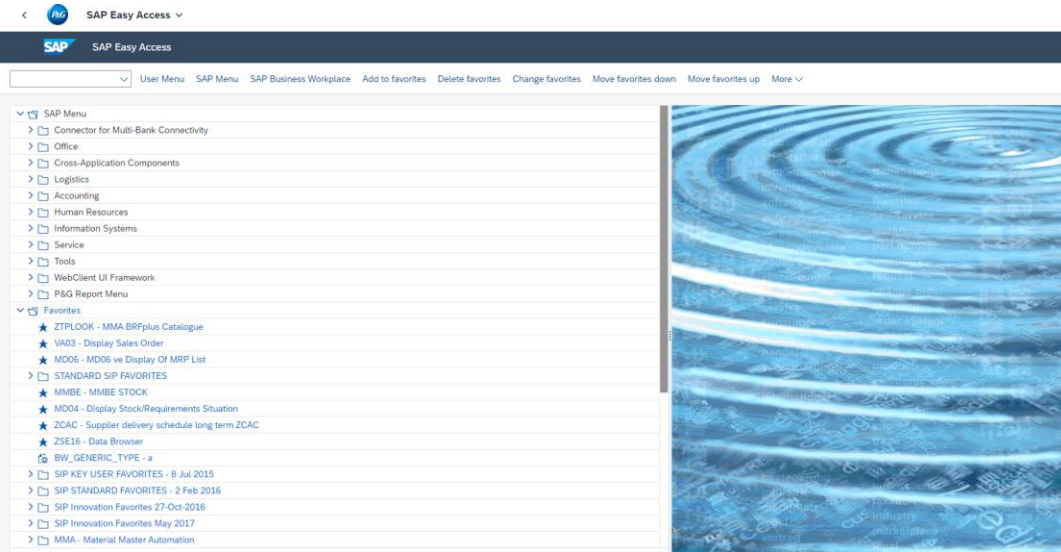 P&G SAP Easy Access
SAP SAP Easy Access
User Menu SAP Menu SAP Business Workplace Add to favorites Delete favorites Change favorites Move favorites down Move favorites up More
SAP Menu
Connector for Multi-Bank Connectivity
Office
Cross-Application Components
Logistics
Accounting
Human Resources
Information Systems
Service
Tools
WebClient UI Framework
P&G Report Menu
Favorites
ZTPLOOK - MMA BRFplus Catalogue
VA03 - Display Sales Order
MD06 - MD06 ve Display Of MRP List
STANDARD SIP FAVORITES
MMBE - MMBE STOCK
MD04 - Display Stock/Requirements Situation
ZCAC - Supplier delivery schedule long term ZCAC
ZSE16 - Data Browser
BW_GENERIC_TYPE - a
SIP KEY USER FAVORITES - 8 Jul 2015
SIP STANDARD FAVORITES - 2 Feb 2016
SIP Innovation Favorites 27-Oct-2016
SIP Innovation Favorites May 2017
MMA - Material Master Automation